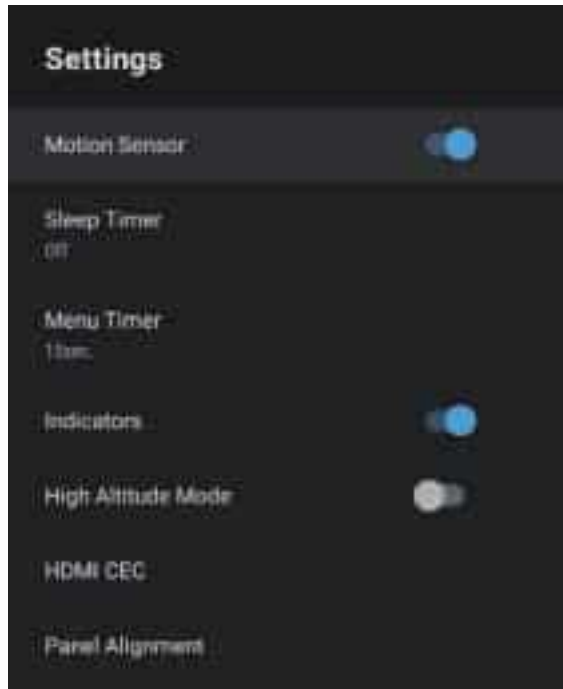 Settings
Motion Sensor
Sleep Timer
Off
Menu Timer
Indicators
High Altitude Mode
HDMI CEC
Panel Alignment